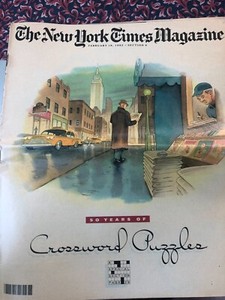 The New York Times Magazine
50 YEARS OF
Crossword Puzzles